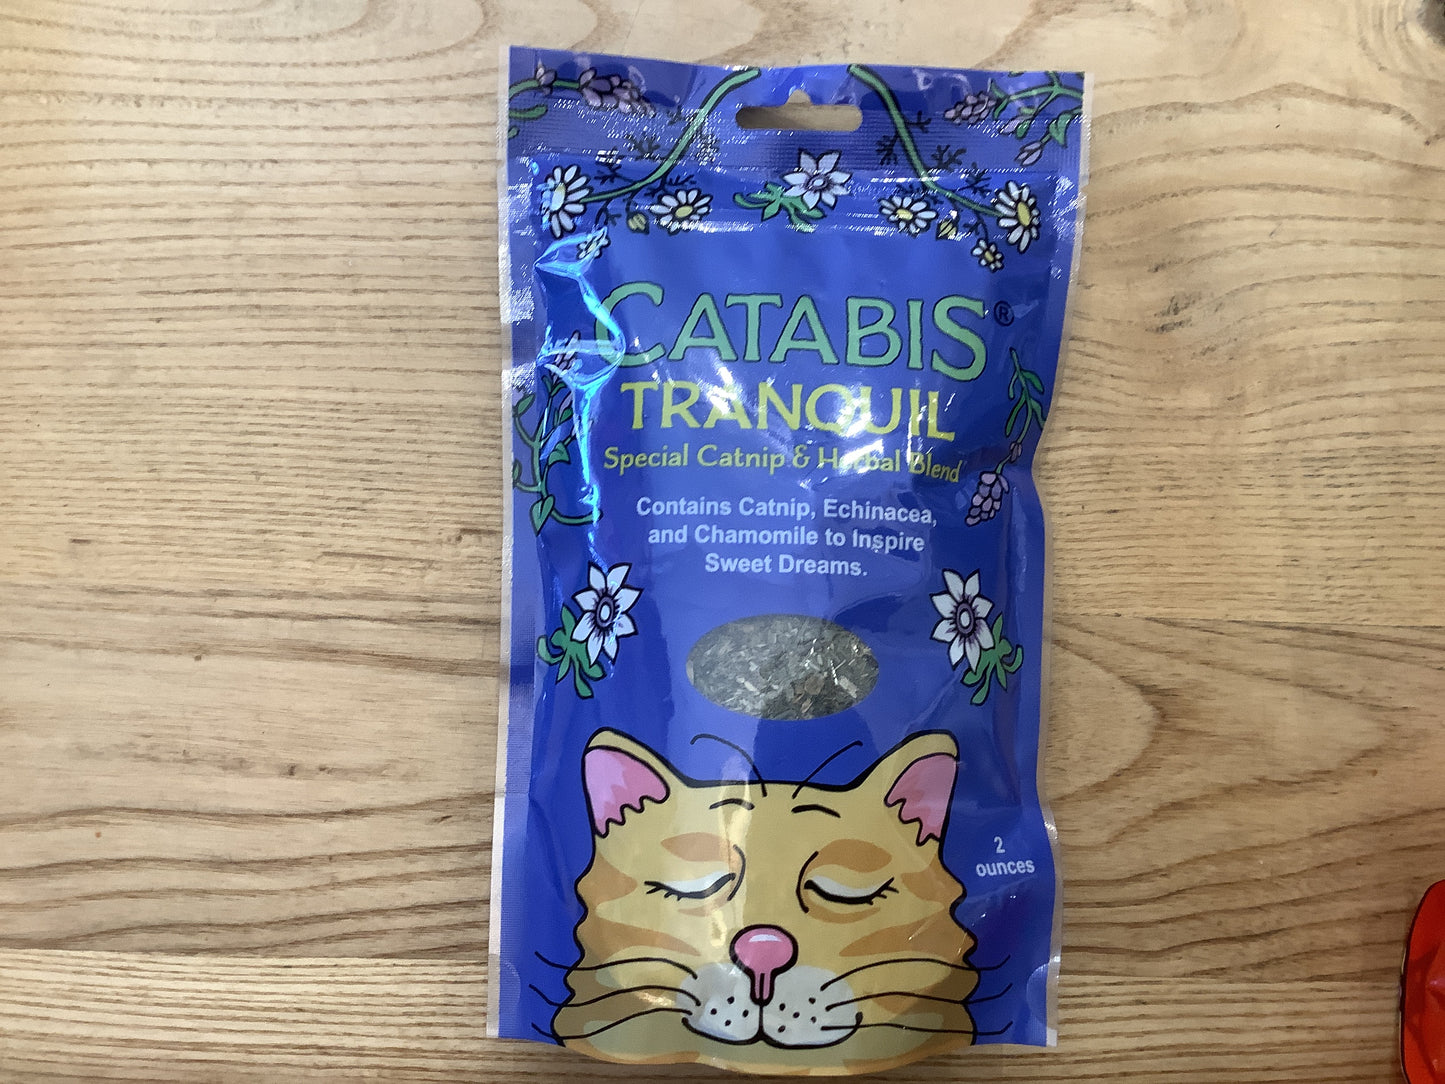 CATABIS®
TRANQUIL
Special Catnip & Herbal Blend
Contains Catnip, Echinacea,
and Chamomile to Inspire
Sweet Dreams.
2
ounces